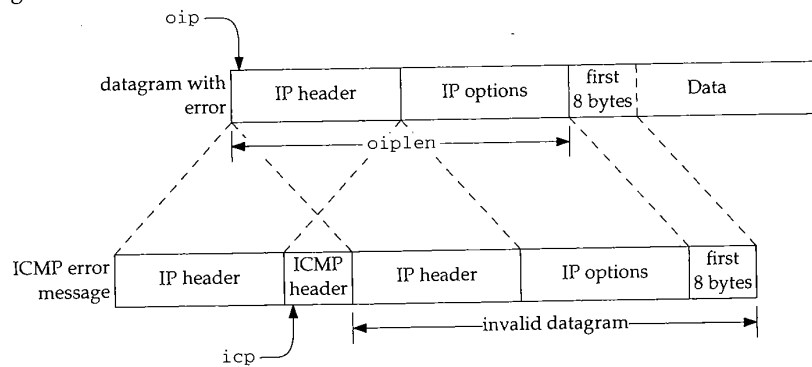 oip
datagram with
error
IP header
IP options
first
8 bytes
Data
oiplen
ICMP error
message
IP header
ICMP
header
IP header
IP options
first
8 bytes
invalid datagram
icp